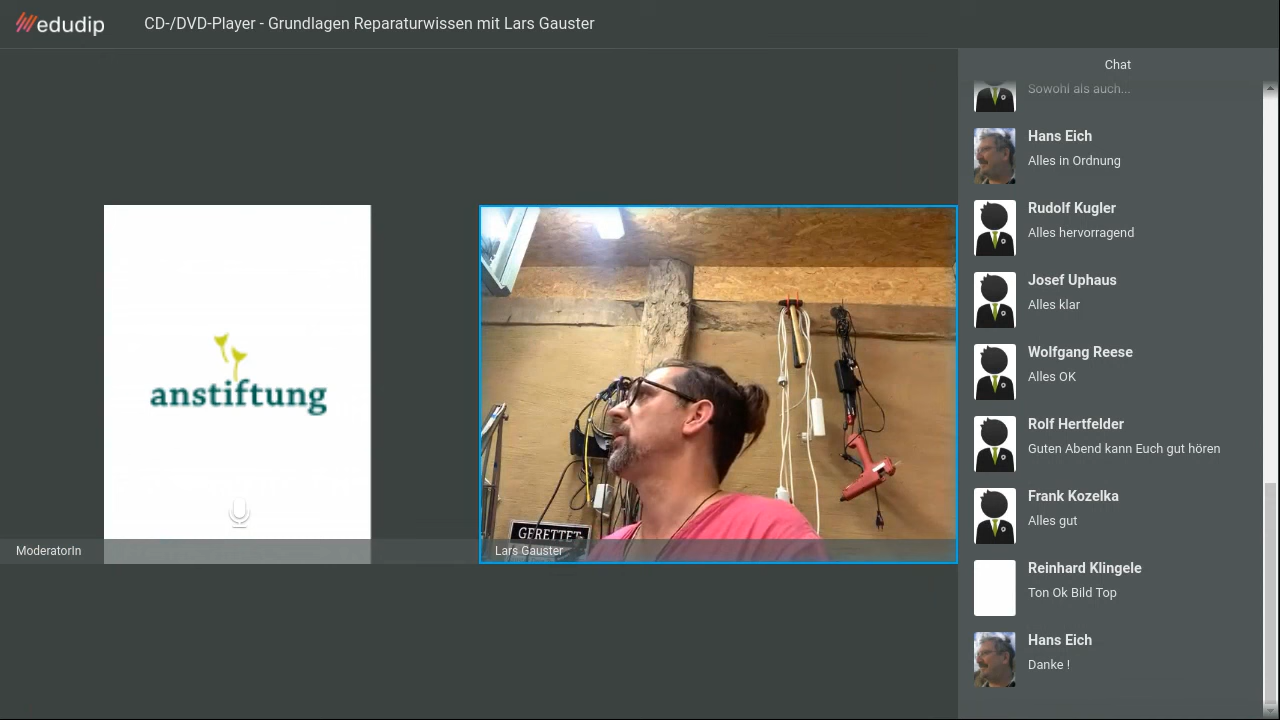 edudip
CD-/DVD-Player - Grundlagen Reparaturwissen mit Lars Gauster
Chat
Sowohl als auch...
Hans Eich
Alles in Ordnung
Rudolf Kugler
Alles hervorragend
Josef Uphaus
Alles klar
Wolfgang Reese
Alles OK
Rolf Hertfelder
Guten Abend kann Euch gut hören
Frank Kozelka
Alles gut
Reinhard Klingele
Ton Ok Bild Top
Hans Eich
Danke !
anstiftung
ModeratorIn
GERETTET
Lars Gauster